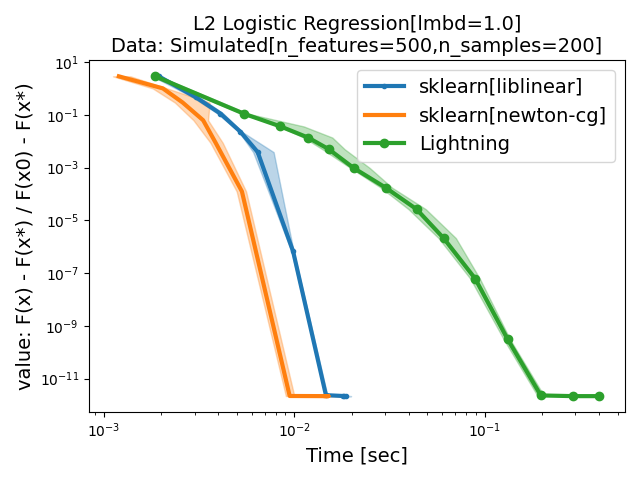 L2 Logistic Regression[lmbd=1.0]
Data: Simulated[n_features=500,n_samples=200]
value: F(x) - F(x*) / F(x0) - F(x*)
10¹
10⁻¹
10⁻³
10⁻⁵
10⁻⁷
10⁻⁹
10⁻¹¹
sklearn[liblinear]
sklearn[newton-cg]
Lightning
10⁻³
10⁻²
10⁻¹
Time [sec]